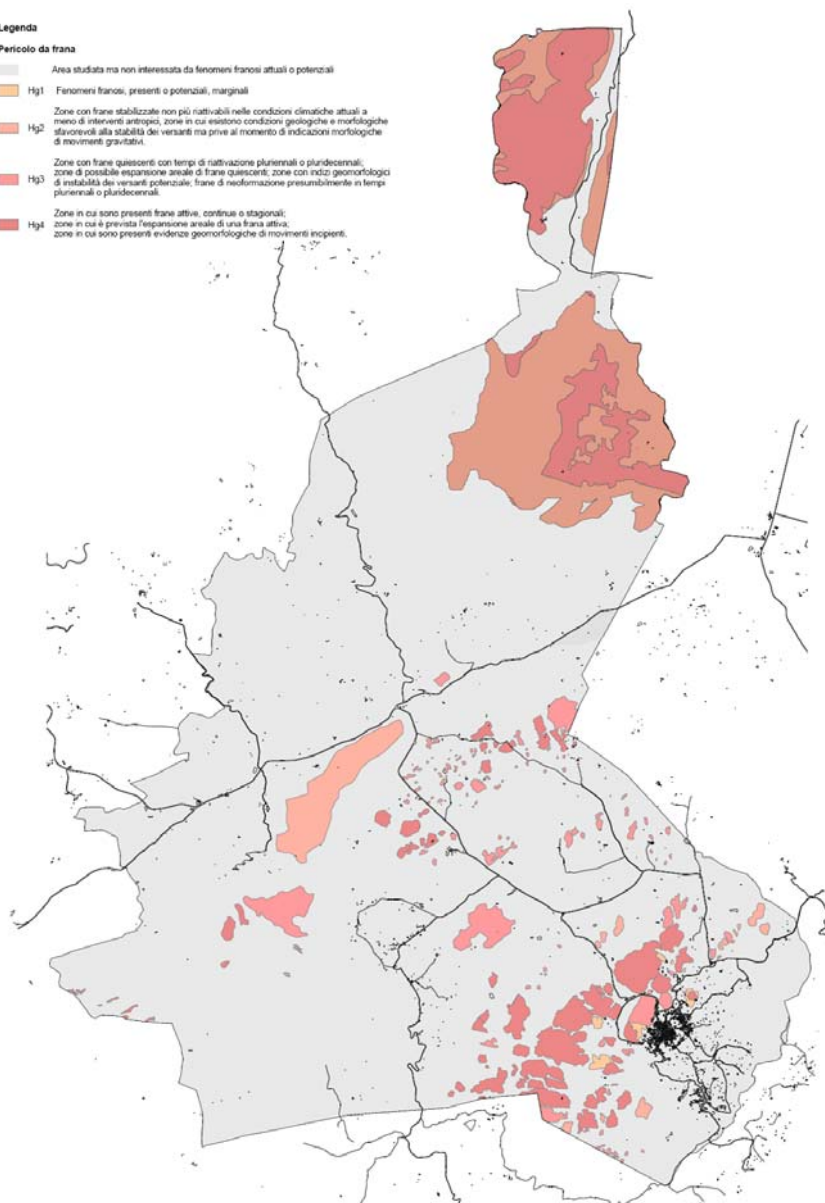 Legenda
Pericolo da frana
Area studiata ma non interessata da fenomeni franosi attuali o potenziali
Hg1 Fenomeni franosi, presenti o potenziali, marginali
Zone con frane stabilizzate non più riattivabili nelle condizioni climatiche attuali a
meno di interventi antropici, zone in cui esistono condizioni geologiche e morfologiche
Hg2 sfavorevoli alla stabilità dei versanti ma prive al momento di indicazioni morfologiche
di movimenti gravitativi.
Zone con frane quiescenti con tempi di riattivazione pluriennali o pluridecennali;
zone di possibile espansione areale di frane quiescenti; zone con indizi geomorfologici
Hg3 di instabilità dei versanti potenziale; frane di neoformazione presumibilmente in tempi
pluriennali o pluridecennali.
Zone in cui sono presenti frane attive, continue o stagionali;
Hg4 zone in cui è prevista l'espansione areale di una frana attiva;
zone in cui sono presenti evidenze geomorfologiche di movimenti incipienti.